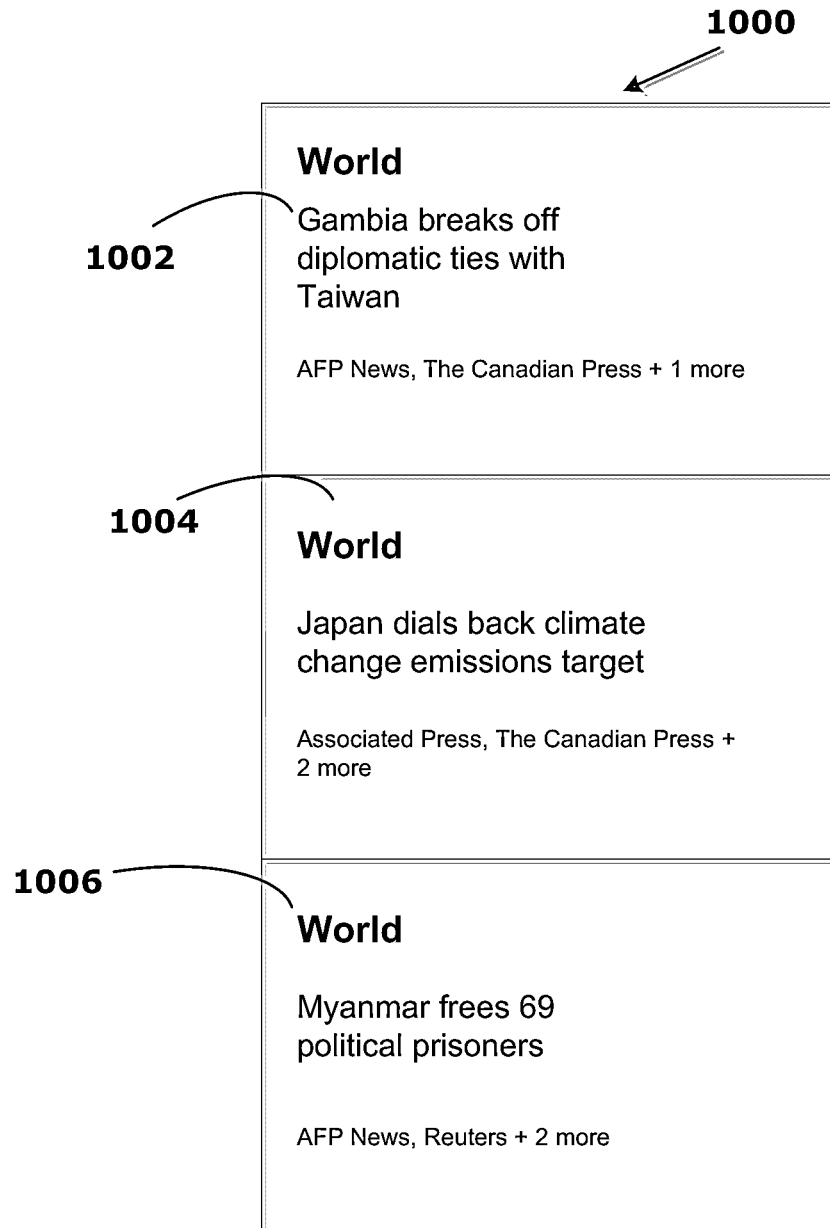 1000
World
Gambia breaks off
diplomatic ties with
Taiwan
1002
AFP News, The Canadian Press + 1 more
1004
World
Japan dials back climate
change emissions target
Associated Press, The Canadian Press +
2 more
1006
World
Myanmar frees 69
political prisoners
AFP News, Reuters + 2 more